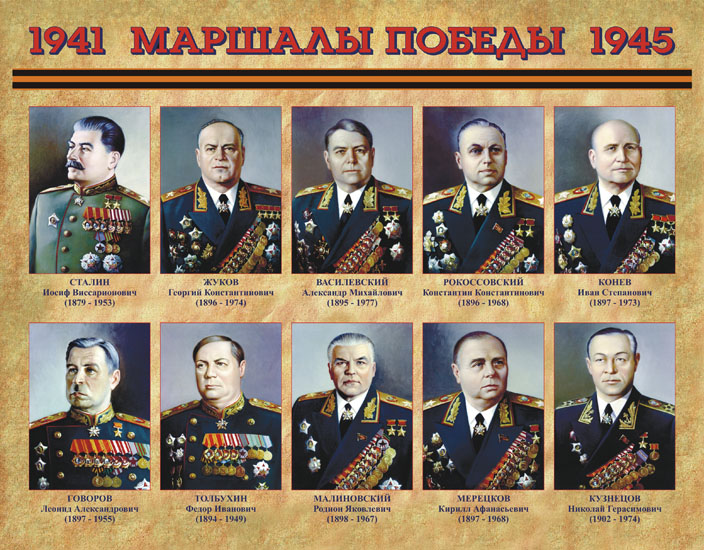 1941 МАРШАЛЫ ПОБЕДЫ 1945
СТАЛИН
Иосиф Виссарионович
(1879 - 1953)
ЖУКОВ
Георгий Константинович
(1896 - 1974)
ВАСИЛЕВСКИЙ
Александр Михайлович
(1895 - 1977)
РОКОССОВСКИЙ
Константин Константинович
(1896 - 1968)
КОНЕВ
Иван Степанович
(1897 - 1973)
ГОВОРОВ
Леонид Александрович
(1897 - 1955)
ТОЛБУХИН
Федор Иванович
(1894 - 1949)
МАЛИНОВСКИЙ
Родион Яковлевич
(1898 - 1967)
МЕРЕЦКОВ
Кирилл Афанасьевич
(1897 - 1968)
КУЗНЕЦОВ
Николай Герасимович
(1902 - 1974)